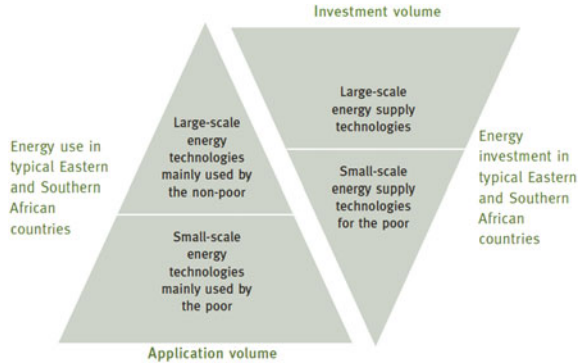 Investment volume
Large-scale
energy supply
technologies
Large-scale
energy
technologies
mainly used by
the non-poor
Energy use in
typical Eastern
and Southern
African
countries
Energy
investment in
typical Eastern
and Southern
African
countries
Small-scale
energy supply
technologies
for the poor
Small-scale
energy
technologies
mainly used by
the poor
Application volume